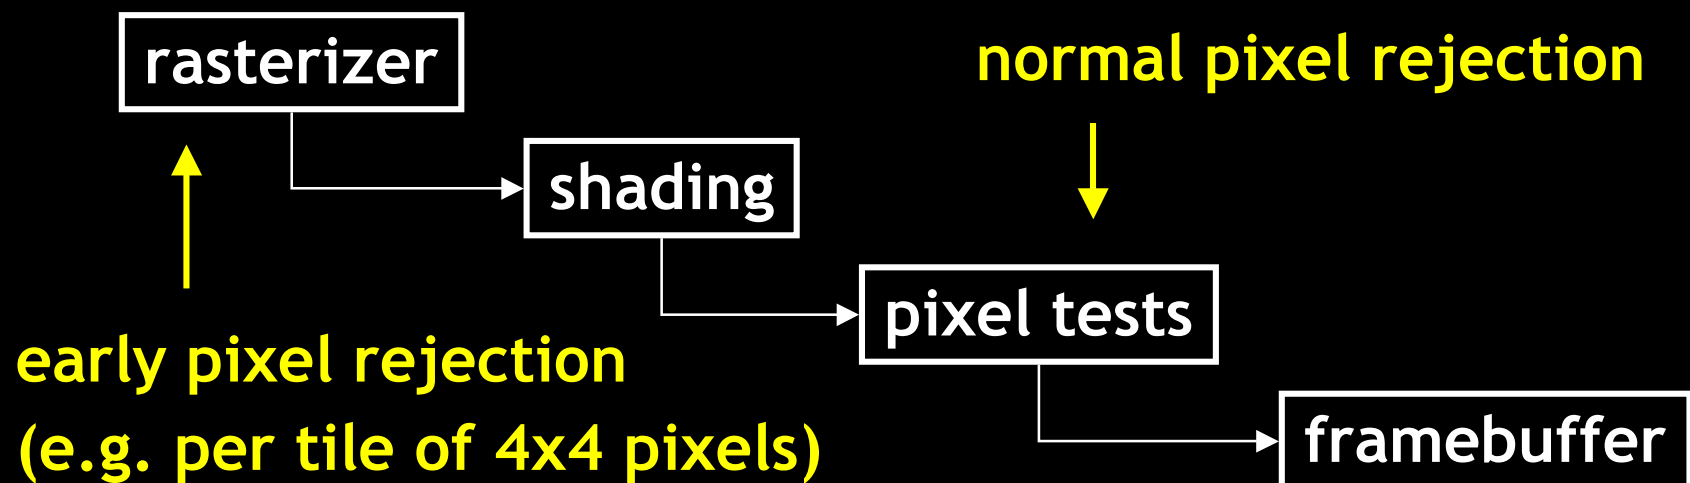 rasterizer
normal pixel rejection
shading
pixel tests
early pixel rejection
(e.g. per tile of 4x4 pixels)
framebuffer